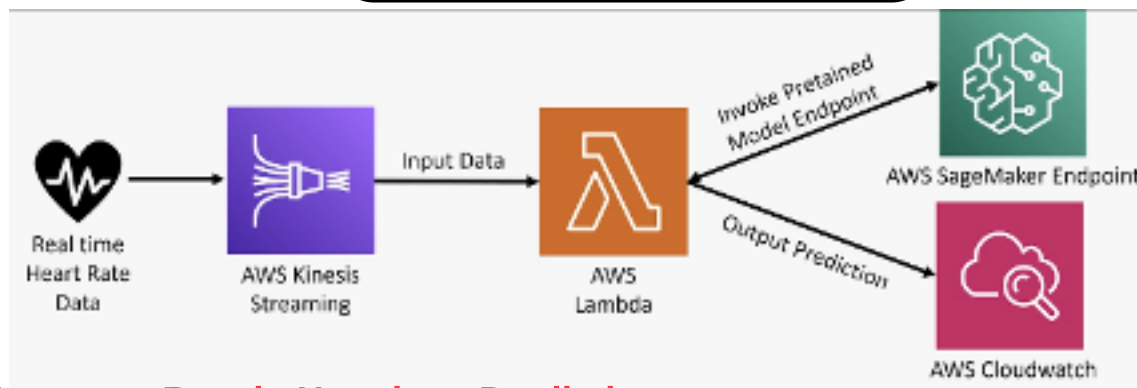 Real time
Heart Rate
Data
AWS Kinesis
Streaming
Input Data
AWS
Lambda
Invoke Pretained
Model Endpoint
AWS SageMaker Endpoint
Output Prediction
AWS Cloudwatch